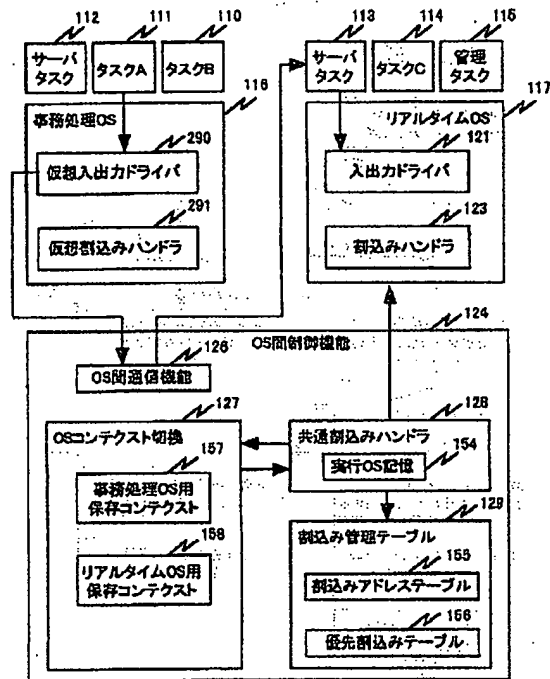 112
111
110
113
114
115
サーバ
タスク
タスクA
タスクB
サーバ
タスク
タスクC
管理
タスク
116
117
事務処理OS
リアルタイムOS
290
121
仮想入出力ドライバ
入出力ドライバ
291
123
仮想割込みハンドラ
割込みハンドラ
124
OS間制御機能
126
OS間通信機能
127
128
OSコンテクスト切換
共通割込みハンドラ
154
実行OS記憶
157
事務処理OS用
保存コンテクスト
129
割込み管理テーブル
158
155
リアルタイムOS用
保存コンテクスト
割込みアドレステーブル
156
優先割込みテーブル